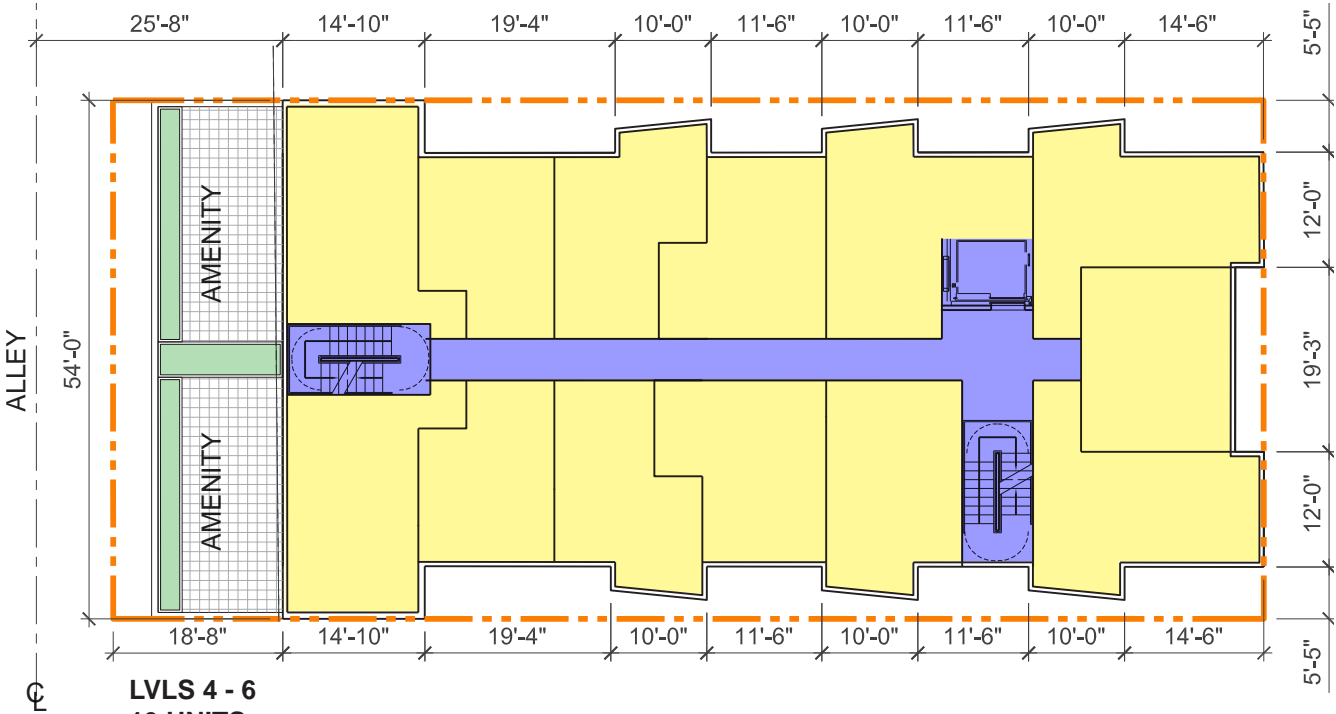 25'-8" 14'-10" 19'-4" 10'-0" 11'-6" 10'-0" 11'-6" 10'-0" 14'-6"
5'-5"
12'-0"
19'-3"
12'-0"
5'-5"
ALLEY
54'-0"
AMENITY
AMENITY
18'-8" 14'-10" 19'-4" 10'-0" 11'-6" 10'-0" 11'-6" 10'-0" 14'-6"
℄
LVLS 4 - 6
UNITS